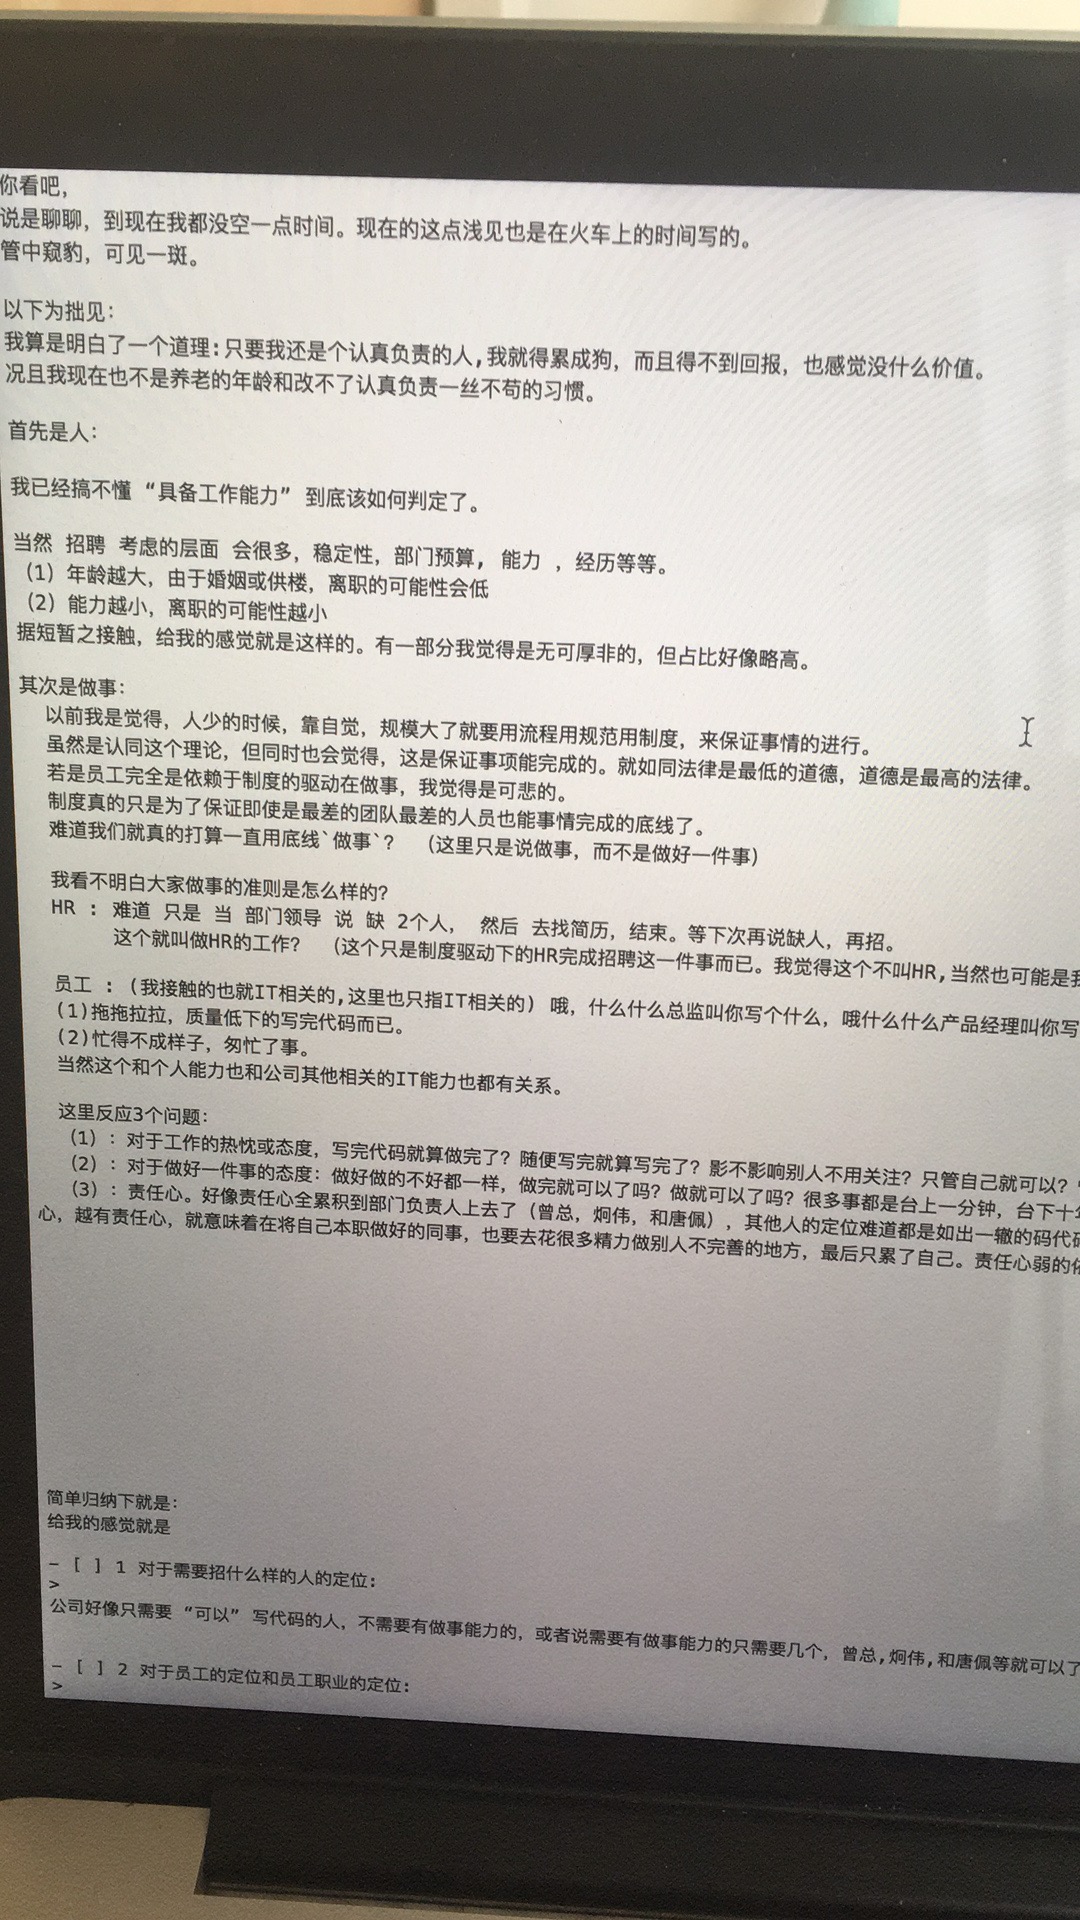 你看吧，
说是聊聊，到现在我都没空一点时间。现在的这点浅见也是在火车上的时间写的。
管中窥豹，可见一斑。
以下为拙见：
我算是明白了一个道理:只要我还是个认真负责的人,我就得累成狗，而且得不到回报，也感觉没什么价值。
况且我现在也不是养老的年龄和改不了认真负责一丝不苟的习惯。
首先是人：
我已经搞不懂 “具备工作能力” 到底该如何判定了。
当然 招聘 考虑的层面 会很多，稳定性，部门预算, 能力 ，经历等等。
（1）年龄越大，由于婚姻或供楼，离职的可能性会低
（2）能力越小，离职的可能性越小
据短暂之接触，给我的感觉就是这样的。有一部分我觉得是无可厚非的，但占比好像略高。
其次是做事：
以前我是觉得，人少的时候，靠自觉，规模大了就要用流程用规范用制度，来保证事情的进行。
虽然是认同这个理论，但同时也会觉得，这是保证事项能完成的。就如同法律是最低的道德，道德是最高的法律。
若是员工完全是依赖于制度的驱动在做事，我觉得是可悲的。
制度真的只是为了保证即使是最差的团队最差的人员也能事情完成的底线了。
难道我们就真的打算一直用底线`做事`？ （这里只是说做事，而不是做好一件事）
我看不明白大家做事的准则是怎么样的?
HR ： 难道 只是 当 部门领导 说 缺 2个人， 然后 去找简历，结束。等下次再说缺人，再招。
这个就叫做HR的工作? （这个只是制度驱动下的HR完成招聘这一件事而已。我觉得这个不叫HR,当然也可能是我
员工 ：(我接触的也就IT相关的,这里也只指IT相关的) 哦，什么什么总监叫你写个什么，哦什么什么产品经理叫你写
(1)拖拖拉拉，质量低下的写完代码而已。
(2)忙得不成样子，匆忙了事。
当然这个和个人能力也和公司其他相关的IT能力也都有关系。
这里反应3个问题：
（1）：对于工作的热忱或态度，写完代码就算做完了？随便写完就算写完了？影不影响别人不用关注？只管自己就可以？
（2）：对于做好一件事的态度：做好做的不好都一样，做完就可以了吗？做就可以了吗？很多事都是台上一分钟，台下十年
（3）：责任心。好像责任心全累积到部门负责人上去了（曾总，炯伟，和唐佩），其他人的定位难道都是如出一辙的码代码
心，越有责任心，就意味着在将自己本职做好的同事，也要去花很多精力做别人不完善的地方，最后只累了自己。责任心弱的
简单归纳下就是：
给我的感觉就是
- [ ] 1 对于需要招什么样的人的定位:
>
公司好像只需要 “可以” 写代码的人，不需要有做事能力的，或者说需要有做事能力的只需要几个，曾总,炯伟,和唐佩等就可以了
- [ ] 2 对于员工的定位和员工职业的定位:
>